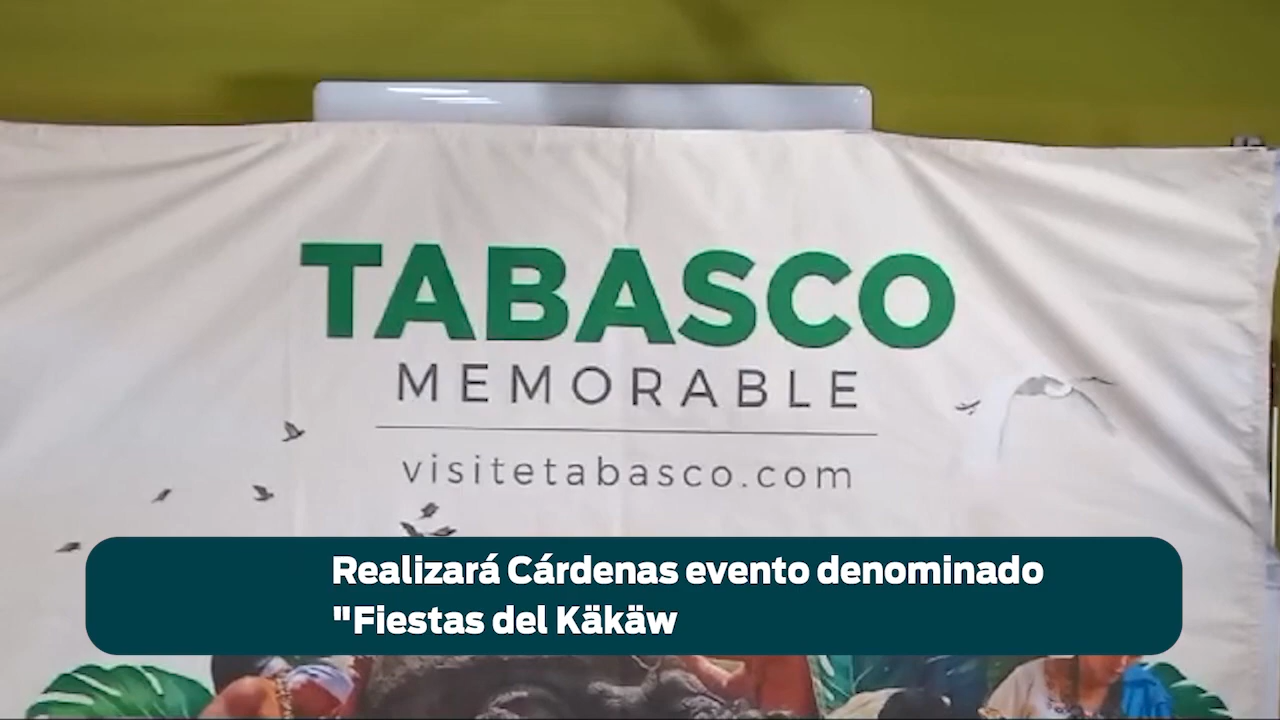 TABASCO
MEMORABLE
visitetabasco.com
Realizará Cárdenas evento denominado
"Fiestas del Käkäw